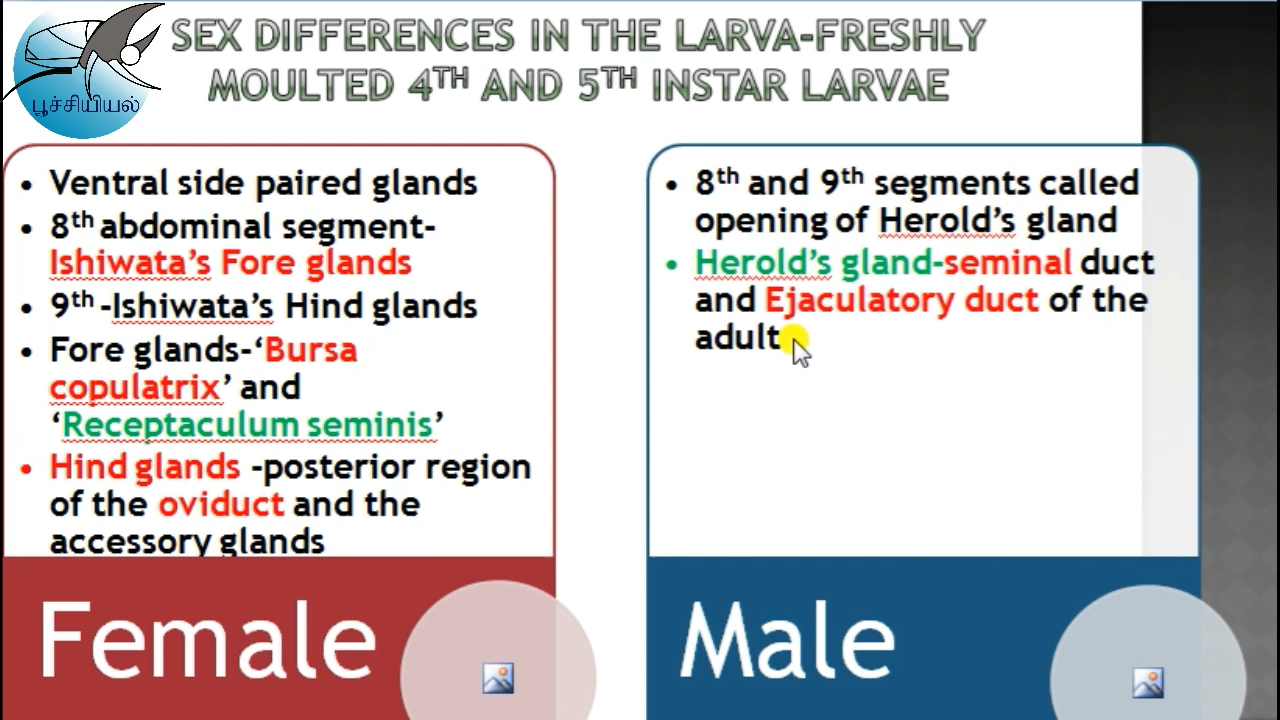 SEX DIFFERENCES IN THE LARVA-FRESHLY
MOULTED 4TH AND 5TH INSTAR LARVAE
பூச்சியியல்
• Ventral side paired glands
• 8th abdominal segment-
Ishiwata’s Fore glands
• 9th -Ishiwata’s Hind glands
• Fore glands-‘Bursa
copulatrix’ and
‘Receptaculum seminis’
• Hind glands -posterior region
of the oviduct and the
accessory glands
Female
• 8th and 9th segments called
opening of Herold’s gland
• Herold’s gland-seminal duct
and Ejaculatory duct of the
adult
Male